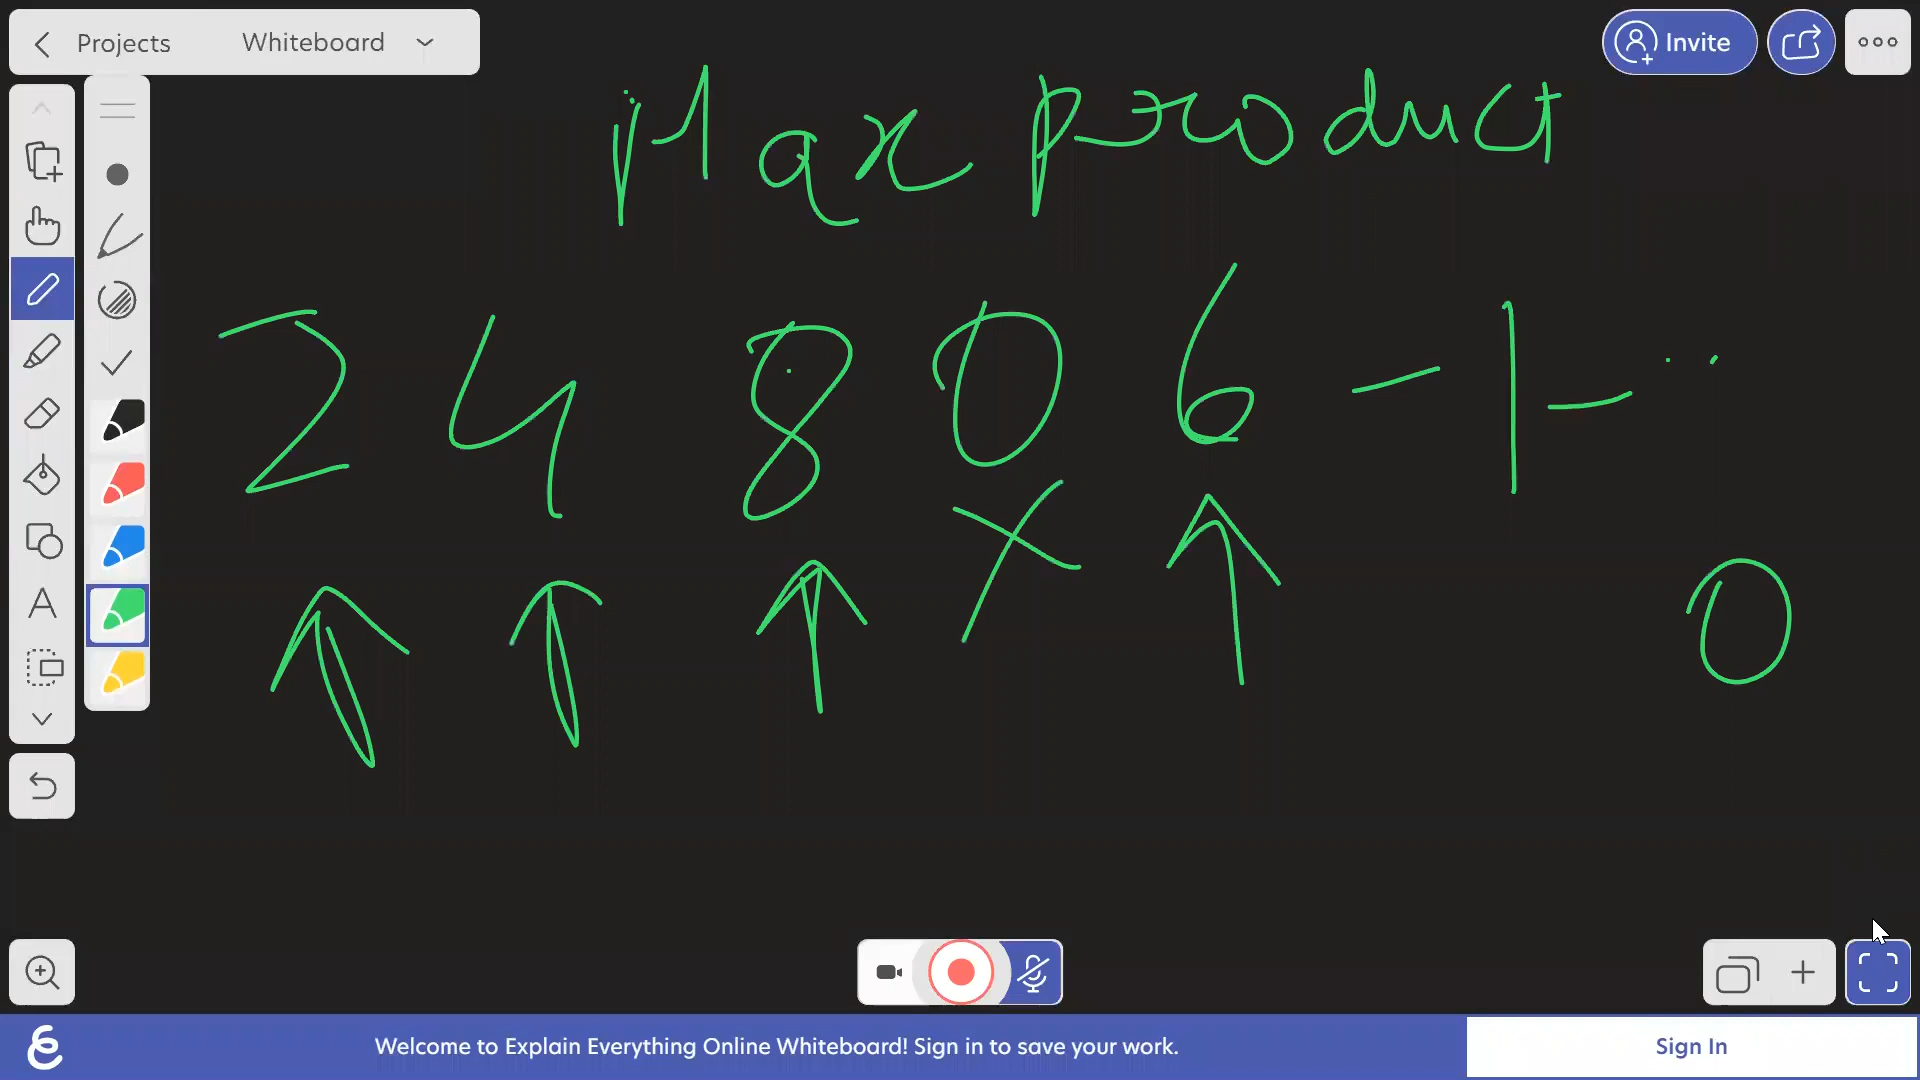 Projects Whiteboard Invite
Max product
2 4 8 0 6 -1 - ..
X 0
A
Welcome to Explain Everything Online Whiteboard! Sign in to save your work. Sign In